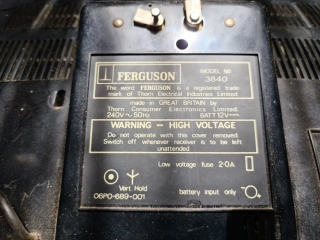 FERGUSON
MODEL NO
3840
The word FERGUSON is a registered trade
mark of Thorn Electrical Industries Limited
made in GREAT BRITAIN by
Thorn Consumer Electronics Limited
240V ~ 50Hz BATT 12V
WARNING - HIGH VOLTAGE
Do not operate with this cover removed
Switch off whenever receiver is to be left
unattended
Low voltage fuse 2·0A
Vert Hold
battery input only
06P0-689-001